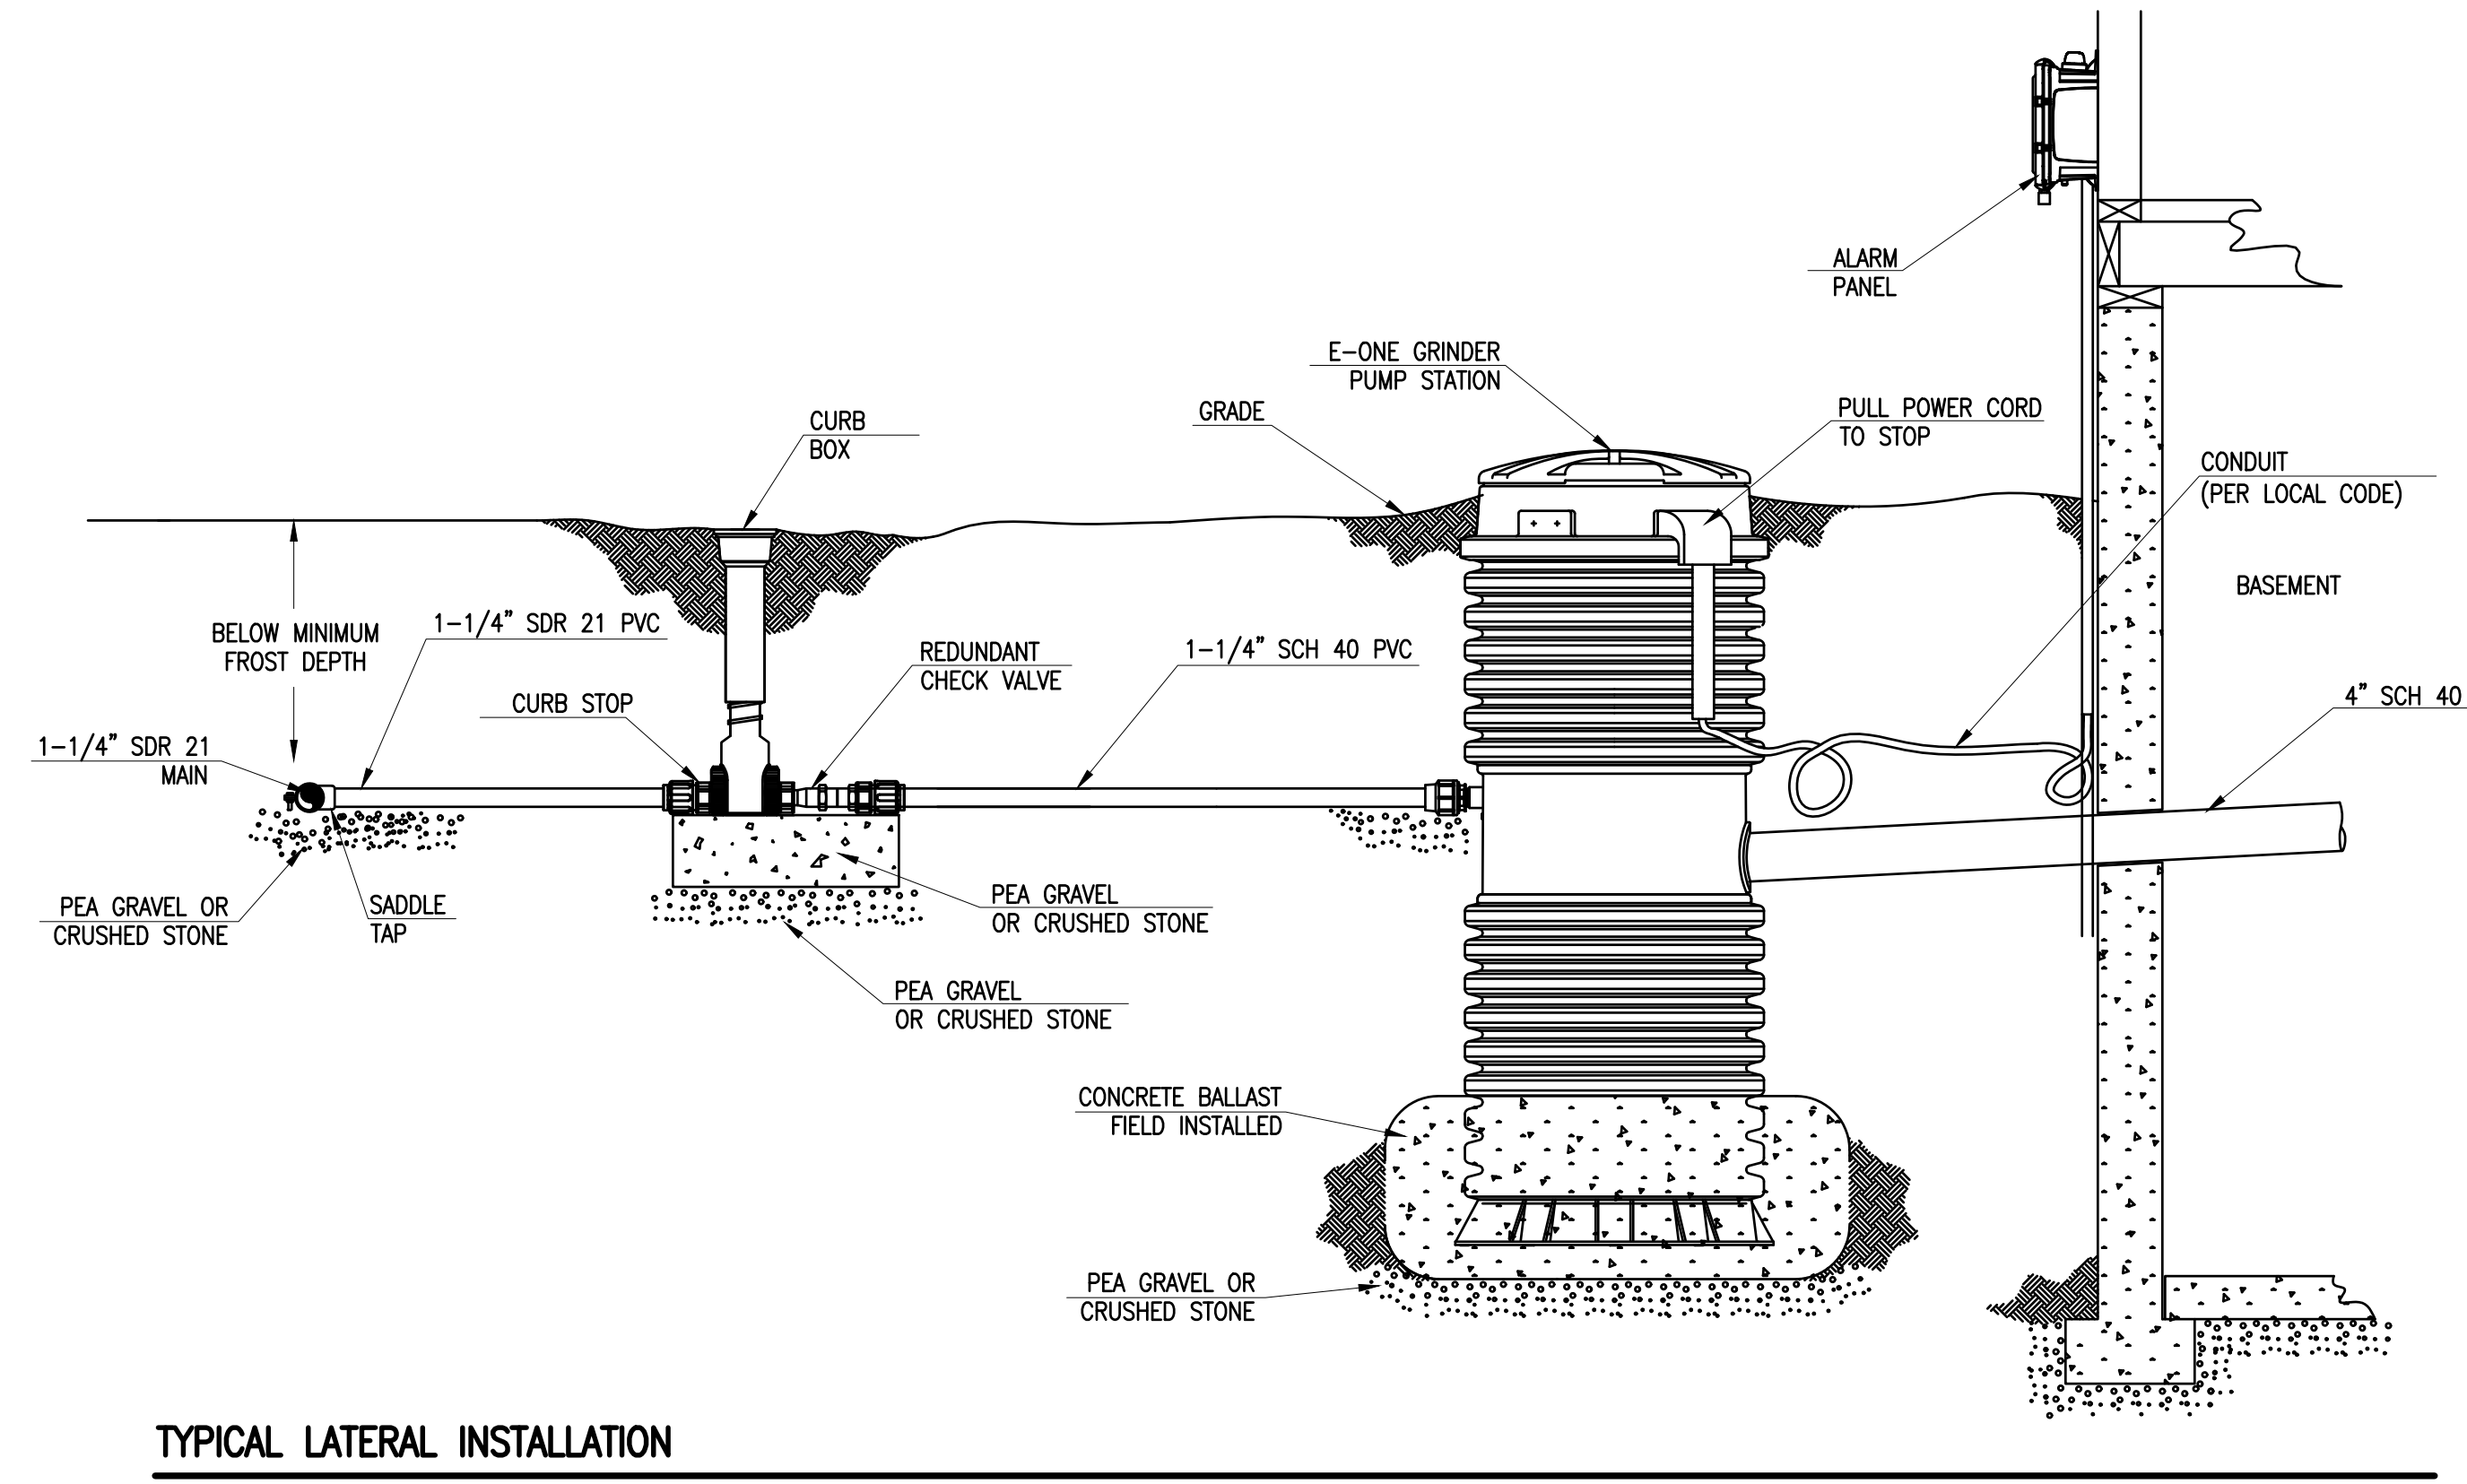 ALARM
PANEL
E-ONE GRINDER
PUMP STATION
GRADE
PULL POWER CORD
TO STOP
CURB
BOX
CONDUIT
(PER LOCAL CODE)
BASEMENT
BELOW MINIMUM
FROST DEPTH
1-1/4" SDR 21 PVC
REDUNDANT
CHECK VALVE
1-1/4" SCH 40 PVC
CURB STOP
4" SCH 40
1-1/4" SDR 21
MAIN
PEA GRAVEL OR
CRUSHED STONE
SADDLE
TAP
PEA GRAVEL
OR CRUSHED STONE
PEA GRAVEL
OR CRUSHED STONE
CONCRETE BALLAST
FIELD INSTALLED
PEA GRAVEL OR
CRUSHED STONE
TYPICAL LATERAL INSTALLATION